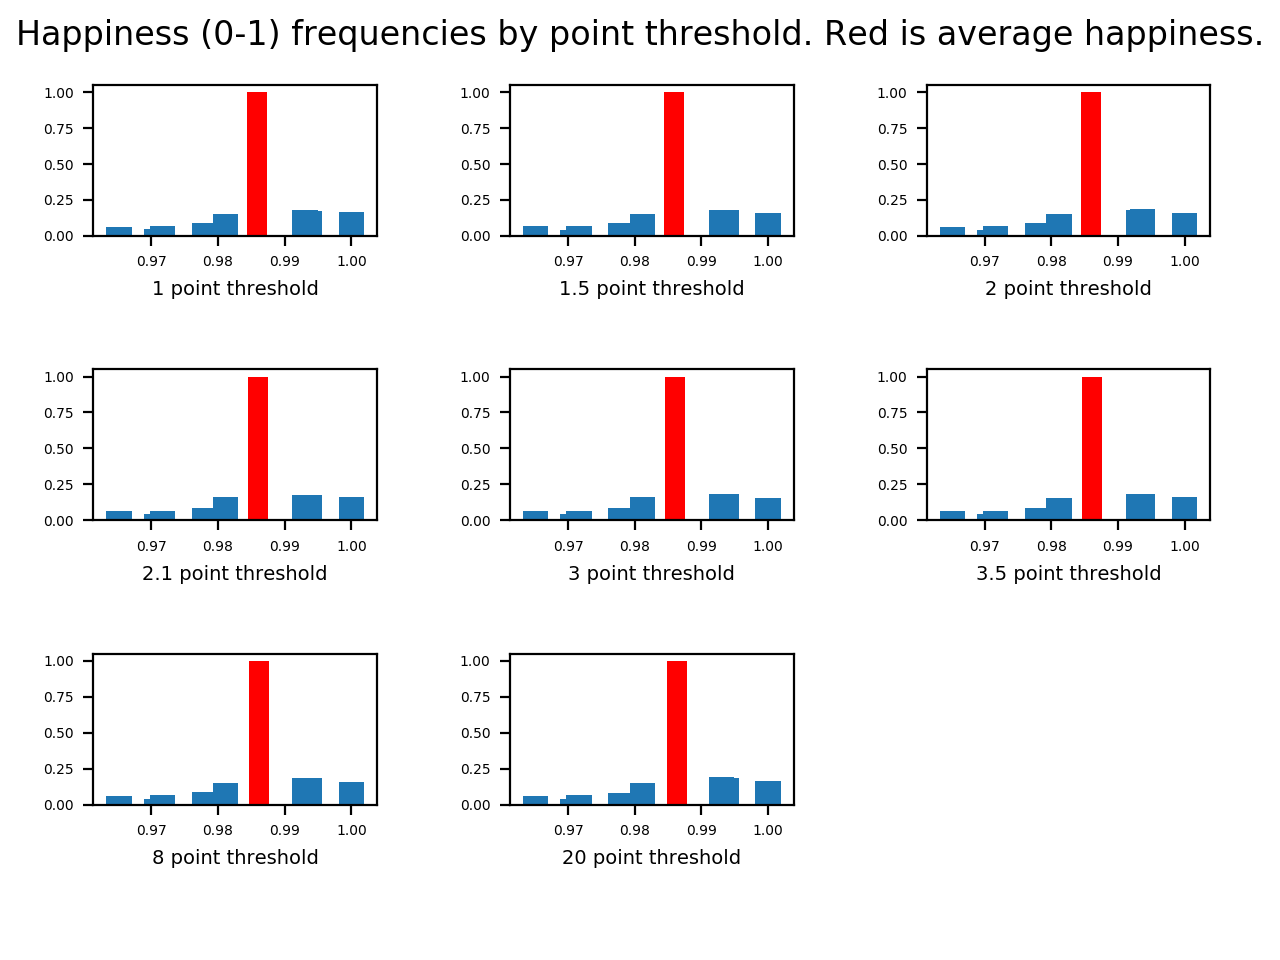 Happiness (0-1) frequencies by point threshold. Red is average happiness.
1.00 1.00 1.00
0.75 0.75 0.75
0.50 0.50 0.50
0.25 0.25 0.25
0.00 0.00 0.00
0.97 0.98 0.99 1.00 0.97 0.98 0.99 1.00 0.97 0.98 0.99 1.00
1 point threshold 1.5 point threshold 2 point threshold
1.00 1.00 1.00
0.75 0.75 0.75
0.50 0.50 0.50
0.25 0.25 0.25
0.00 0.00 0.00
0.97 0.98 0.99 1.00 0.97 0.98 0.99 1.00 0.97 0.98 0.99 1.00
2.1 point threshold 3 point threshold 3.5 point threshold
1.00 1.00
0.75 0.75
0.50 0.50
0.25 0.25
0.00 0.00
0.97 0.98 0.99 1.00 0.97 0.98 0.99 1.00
8 point threshold 20 point threshold